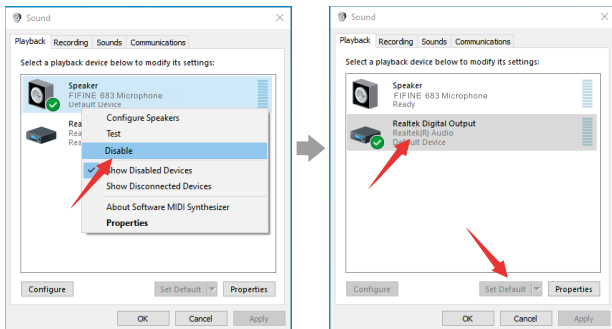 Sound
Playback Recording Sounds Communications
Select a playback device below to modify its settings:
Speaker
FIFINE 683 Microphone
Default Device
Rea
Rea
Rea
Configure Speakers
Test
Disable
Show Disabled Devices
Show Disconnected Devices
About Software MIDI Synthesizer
Properties
Configure Set Default Properties
OK Cancel Apply
Sound
Playback Recording Sounds Communications
Select a playback device below to modify its settings:
Speaker
FIFINE 683 Microphone
Ready
Realtek Digital Output
Realtek(R) Audio
Default Device
Configure Set Default Properties
OK Cancel Apply